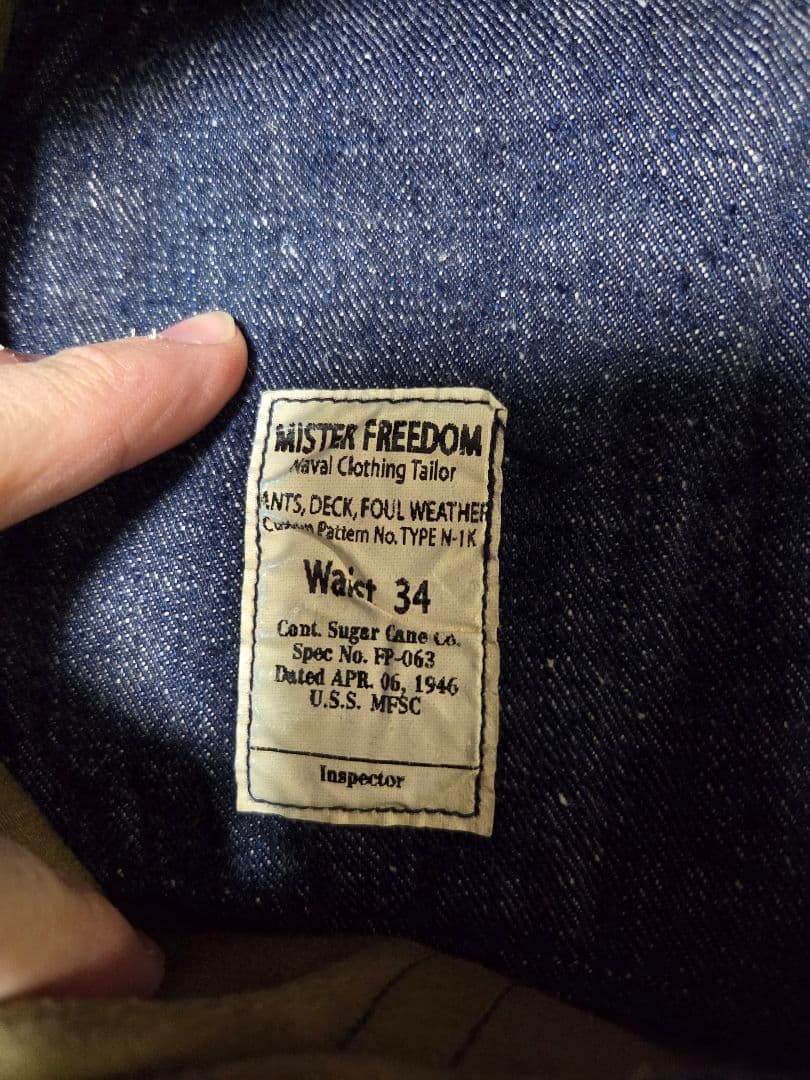 MISTER FREEDOM
Naval Clothing Tailor
ANTS, DECK, FOUL WEATHER
Custom Pattern No. TYPE N-1K
Waist 34
Cont. Sugar Cane Co.
Spec No. FP-063
Dated APR. 06, 1946
U.S.S. MFSC
Inspector